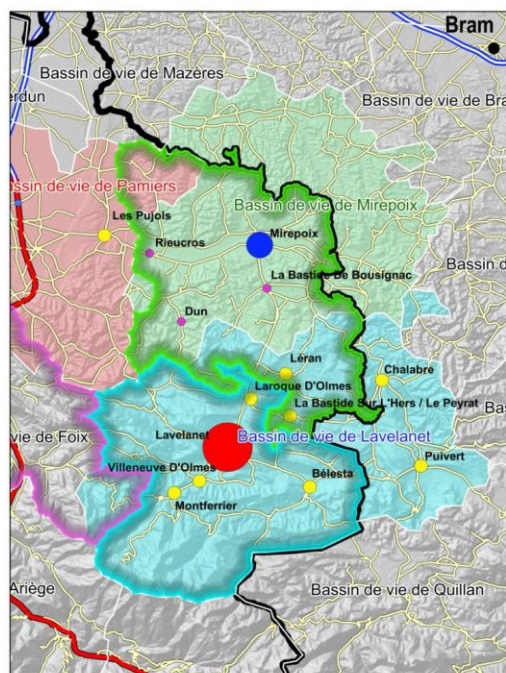 Bram
Bassin de vie de Mazères
erdun
Bassin de vie de Bra
assin de vie de Pamiers
Bassin de vie de Mirepoix
Les Pujols
Mirepoix
Rieucros
Bassin d
La Bastide De Bousignac
Dun
Léran
Chalabre
Laroque D'Olmes
La Bastide Sur L'Hers / Le Peyrat
Bas
vie de Foix
Lavelanet
Bassin de vie de Lavelanet
Villeneuve D'Olmes
Puivert
Bélesta
Montferrier
Ariège
Bassin de vie de Quillan